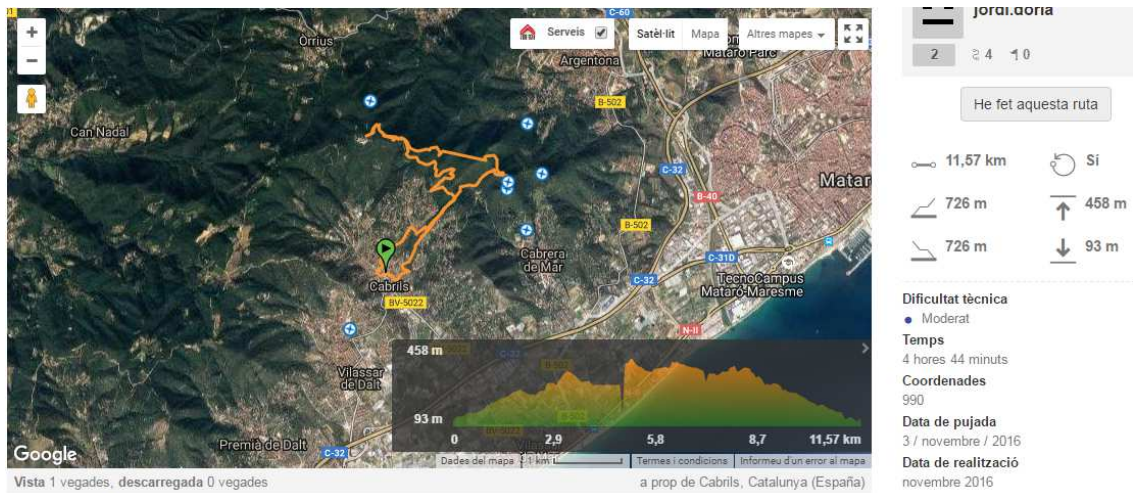 C-60
jordi.doria
Serveis
Satèl·lit
Mapa
Altres mapes
Òrrius
Argentona
Mataró Parc
2
4
0
He fet aquesta ruta
B-502
Can Nadal
C-32
B-40
11,57 km
Sí
726 m
458 m
726 m
93 m
B-502
Cabrera
de Mar
C-31D
C-32
TecnoCampus
Mataró-Maresme
Cabrils
BV-5022
N-II
Dificultat tècnica
Moderat
Temps
4 hores 44 minuts
Coordenades
990
Data de pujada
3 / novembre / 2016
Data de realització
novembre 2016
458 m
93 m
0
2,9
5,8
8,7
11,57 km
Vilassar
de Dalt
Premià de Dalt
C-32
Google
Dades del mapa
1 km
Termes i condicions
Informeu d'un error al mapa
Vista 1 vegades, descarregada 0 vegades
a prop de Cabrils, Catalunya (España)